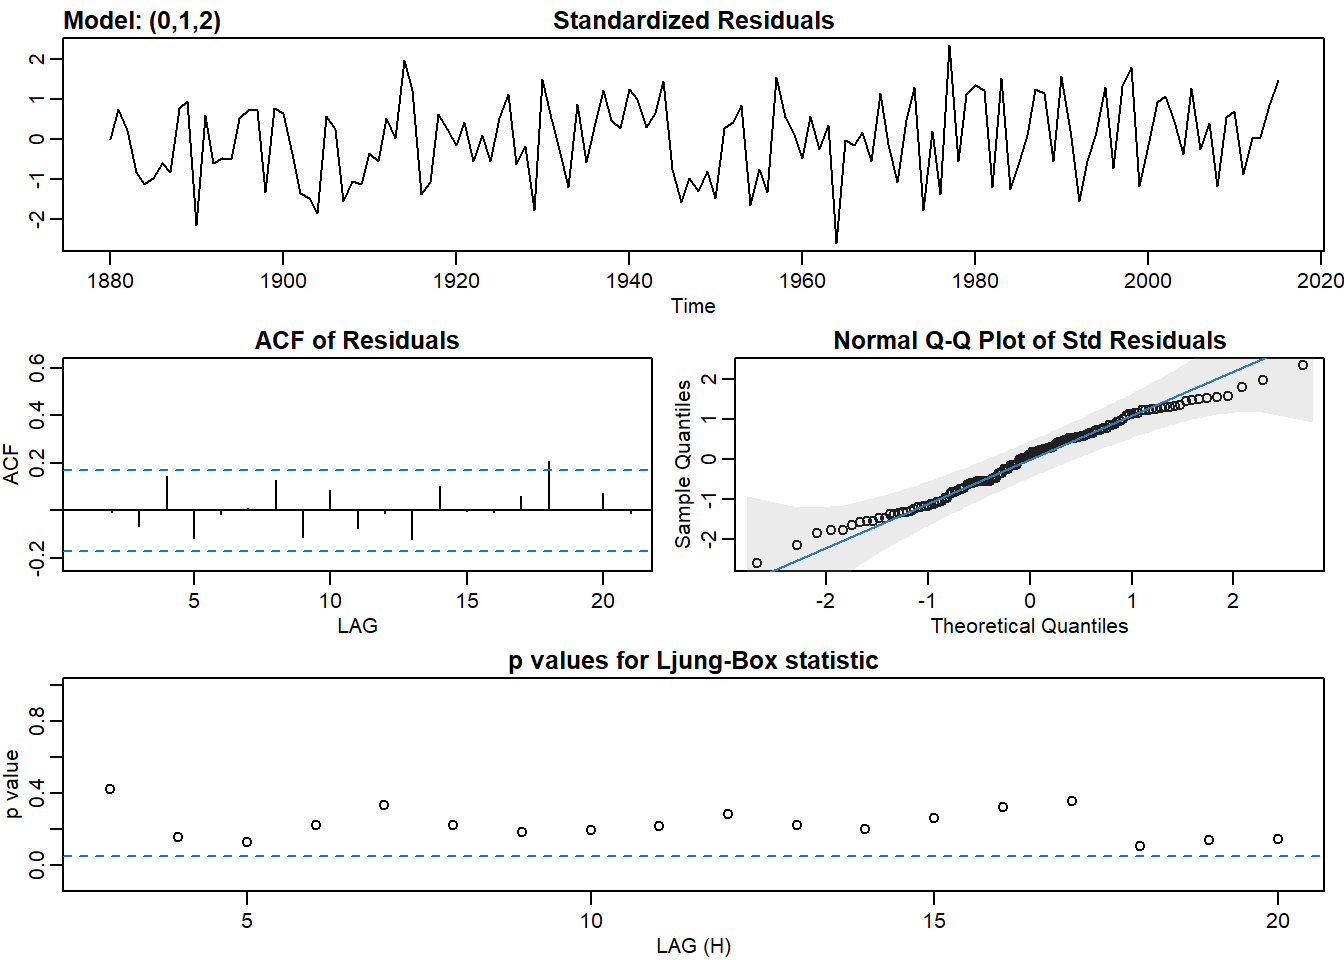 Model: (0,1,2) Standardized Residuals
2
1
0
-1
-2
1880 1900 1920 1940 1960 1980 2000 2020
Time
ACF of Residuals
ACF
0.6
0.4
0.2
-0.2
5 10 15 20
LAG
Normal Q-Q Plot of Std Residuals
Sample Quantiles
2
1
0
-1
-2
-2 -1 0 1 2
Theoretical Quantiles
p values for Ljung-Box statistic
p value
0.8
0.4
0.0
5 10 15 20
LAG (H)